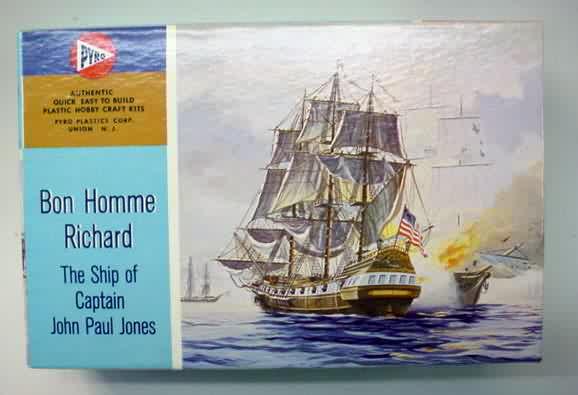 PYRO
AUTHENTIC
QUICK EASY TO BUILD
PLASTIC HOBBY CRAFT KITS
PYRO PLASTICS CORP.
UNION N. J.
Bon Homme
Richard
The Ship of
Captain
John Paul Jones